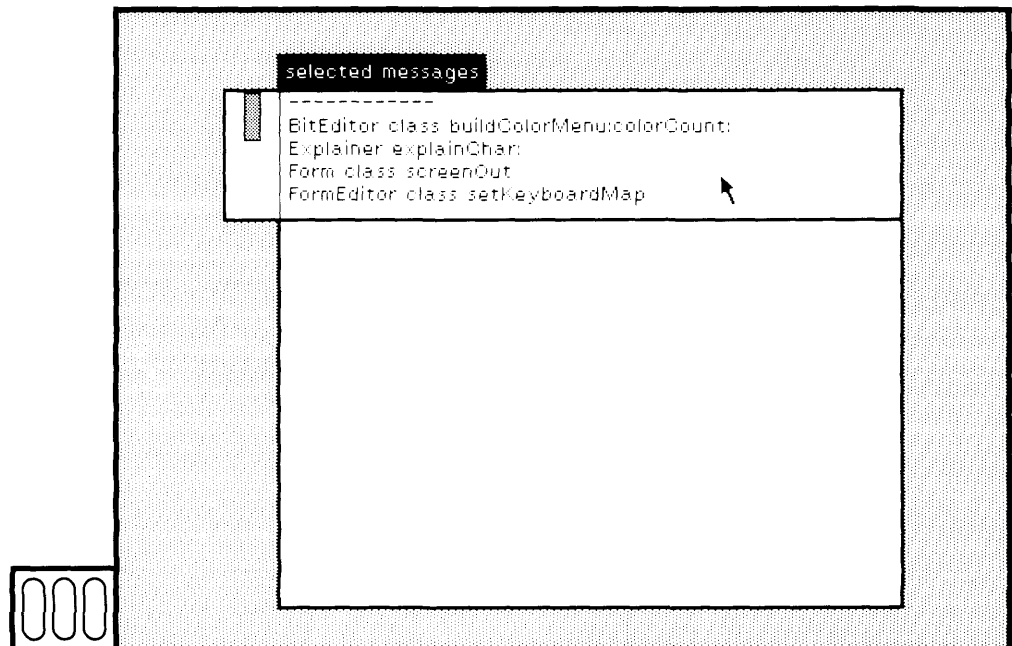 selected messages
------------
BitEditor class buildColorMenu:colorCount:
Explainer explainChar:
Form class screenOut
FormEditor class setKeyboardMap